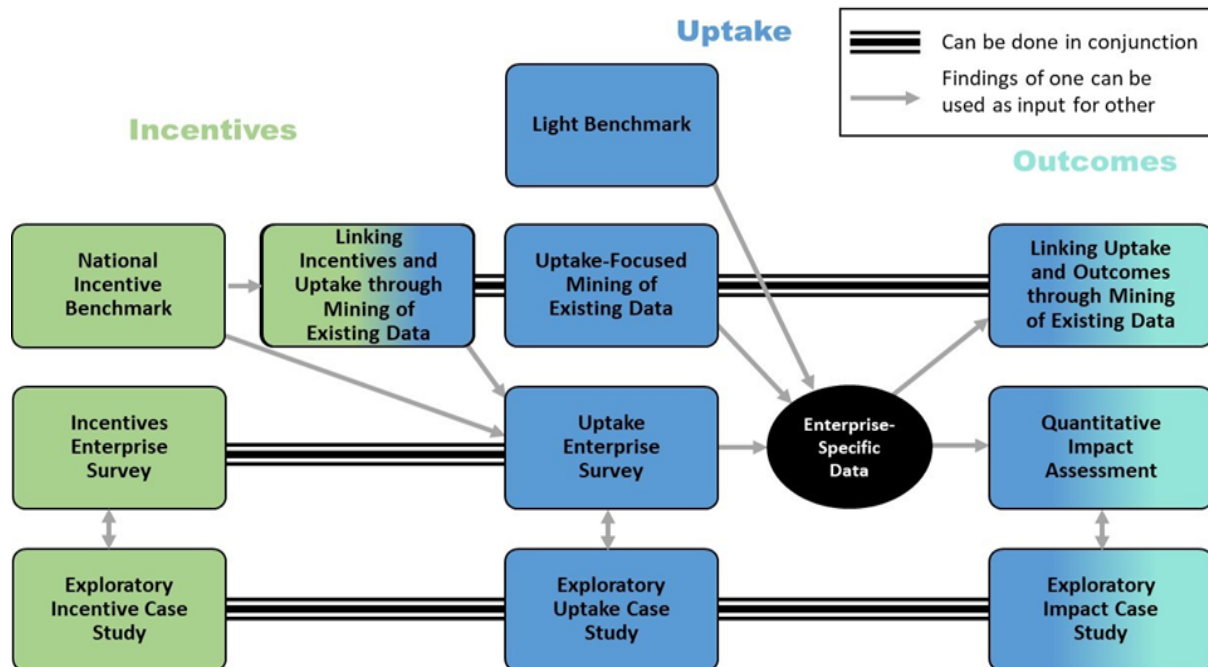 Uptake
Can be done in conjunction
Findings of one can be
used as input for other
Incentives
Light Benchmark
Outcomes
National
Incentive
Benchmark
Linking
Incentives and
Uptake through
Mining of
Existing Data
Uptake-Focused
Mining of
Existing Data
Linking Uptake
and Outcomes
through Mining
of Existing Data
Incentives
Enterprise
Survey
Uptake
Enterprise
Survey
Enterprise-
Specific
Data
Quantitative
Impact
Assessment
Exploratory
Incentive Case
Study
Exploratory
Uptake Case
Study
Exploratory
Impact Case
Study